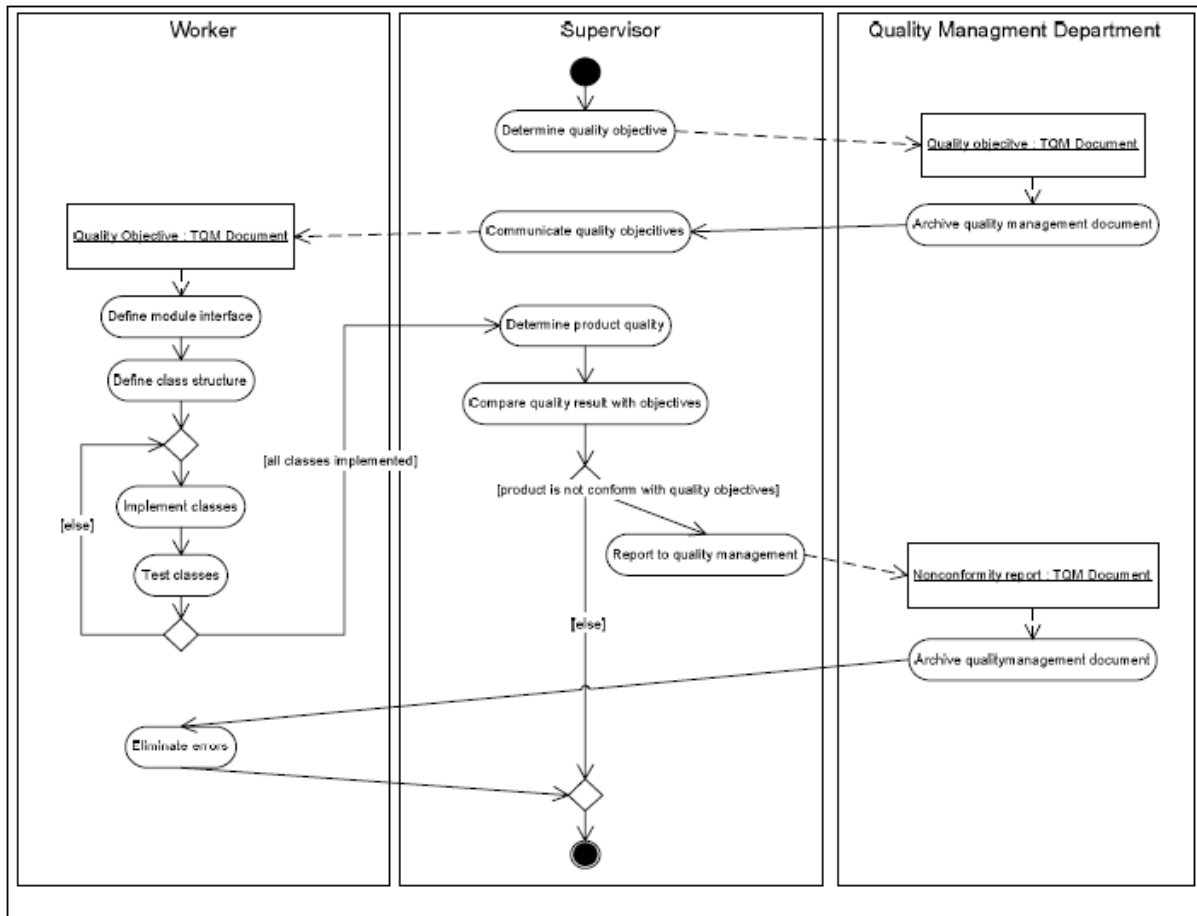 Worker
Supervisor
Quality Managment Department
Determine quality objective
Quality objecitve : TQM Document
Quality Objective : TQM Document
Communicate quality objecitives
Archive quality management document
Define module interface
Determine product quality
Define class structure
Compare quality result with objectives
[all classes implemented]
[product is not conform with quality objectives]
Implement classes
[else]
Report to quality management
Test classes
Nonconformity report : TQM Document
[else]
Archive qualitymanagement document
Eliminate errors